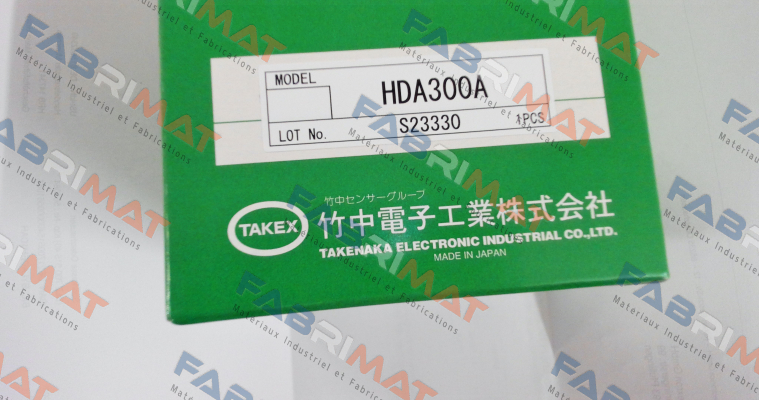 MODEL
HDA300A
LOT No.
S23330
1PCS
竹中センサーグループ
TAKEX
竹中電子工業株式会社
TAKENAKA ELECTRONIC INDUSTRIAL CO.,LTD.
MADE IN JAPAN
FABRIMAT
Matériaux Industriel et Fabrications